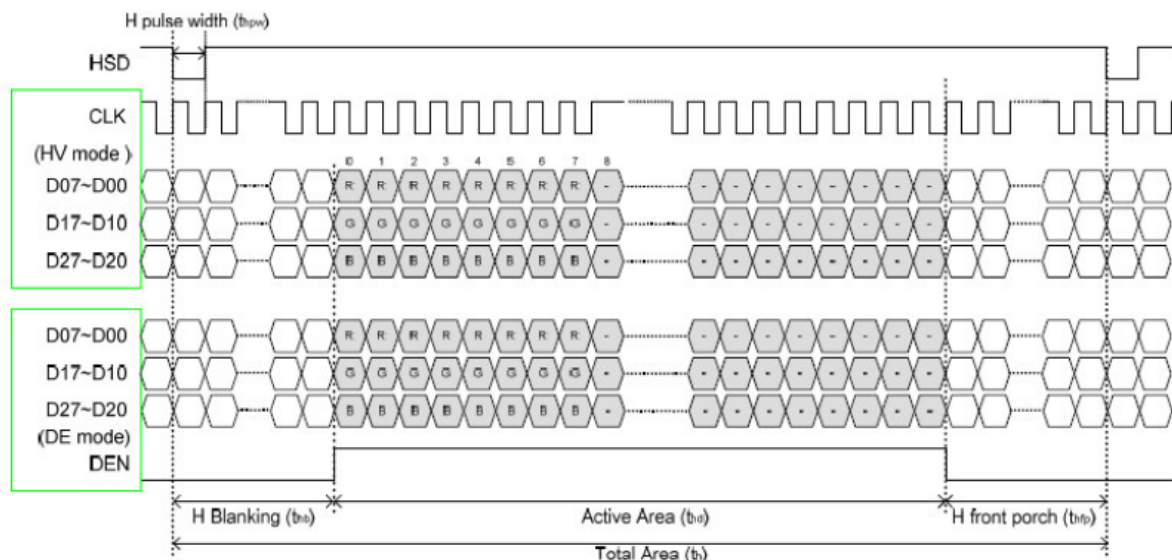 H pulse width (thpw)
HSD
CLK
(HV mode )
0 1 2 3 4 5 6 7 8
D07~D00 R R R R R R R R - - - - - - - - -
D17~D10 G G G G G G G G - - - - - - - - -
D27~D20 B B B B B B B B - - - - - - - - -
D07~D00 R R R R R R R R - - - - - - - - -
D17~D10 G G G G G G G G - - - - - - - - -
D27~D20 B B B B B B B B - - - - - - - - -
(DE mode)
DEN
H Blanking (thb) Active Area (thd) H front porch (thfp)
Total Area (th)